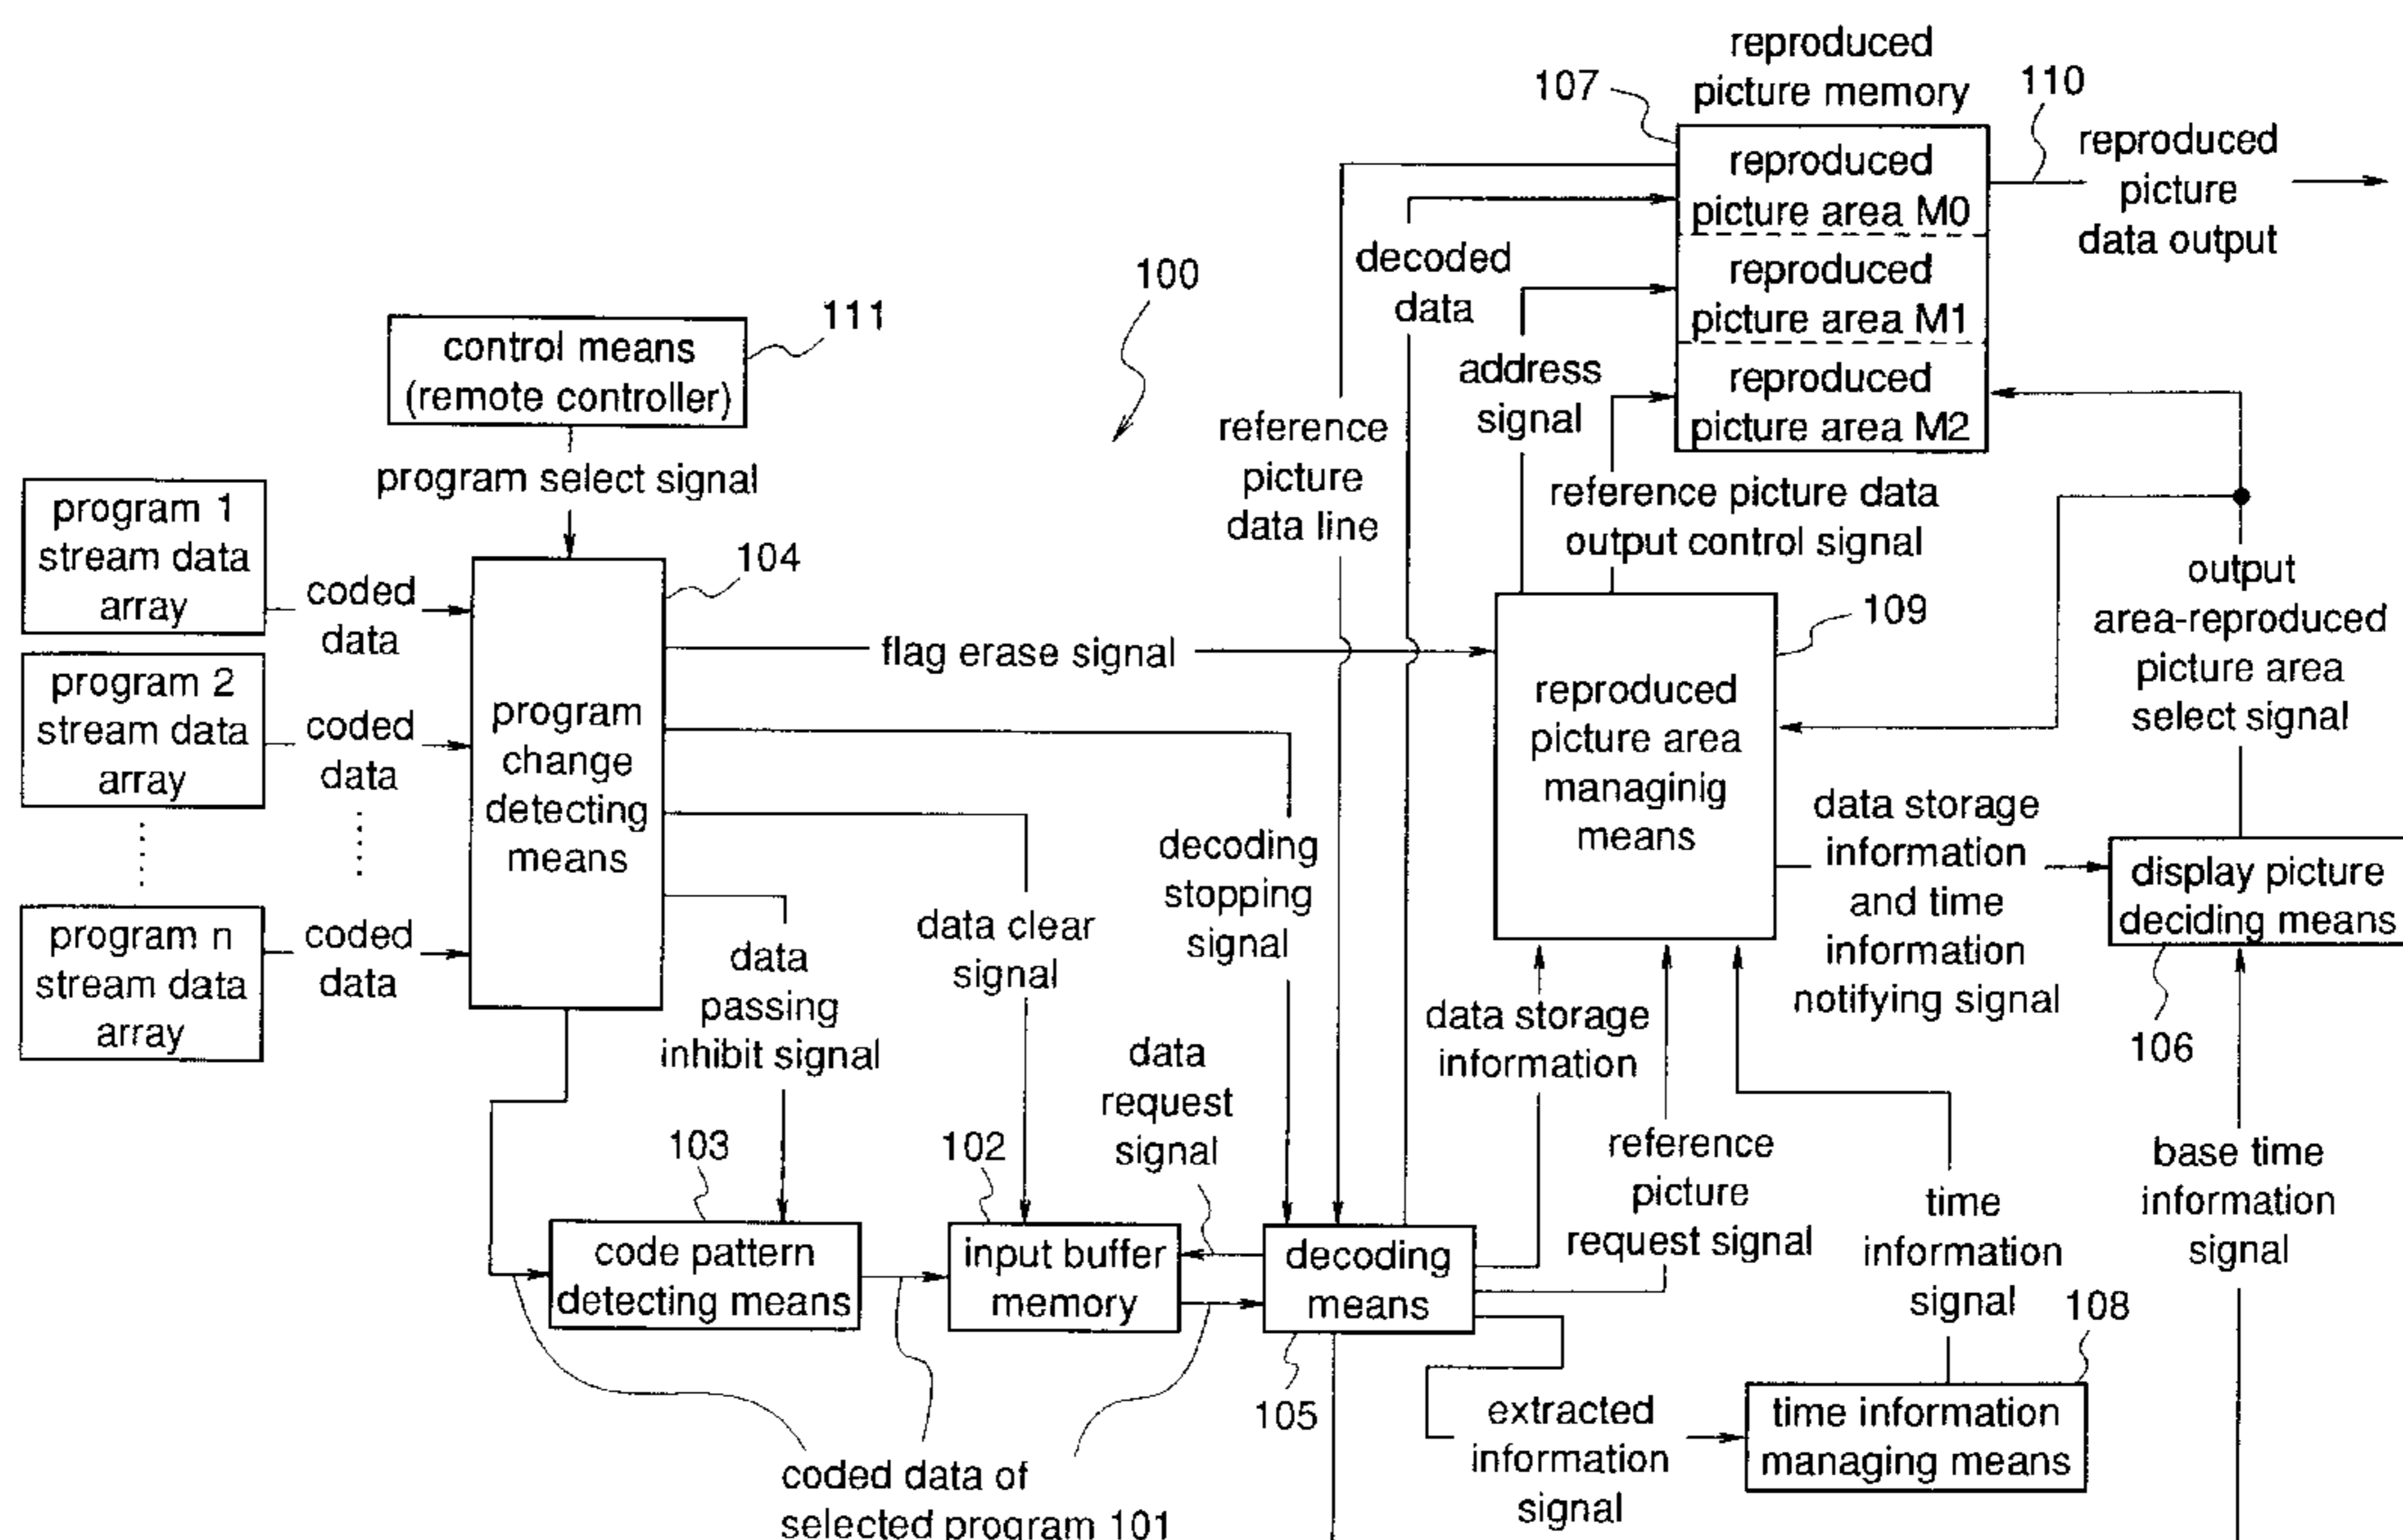 reproduced
picture memory
107
110
reproduced
picture area M0
reproduced
picture area M1
reproduced
picture area M2
reproduced
picture
data output
decoded
data
100
address
signal
reference
picture
data line
reference picture data
output control signal
111
control means
(remote controller)
program select signal
program 1
stream data
array
coded
data
program 2
stream data
array
coded
data
program n
stream data
array
coded
data
104
program
change
detecting
means
flag erase signal
109
reproduced
picture area
managinig
means
output
area-reproduced
picture area
select signal
data storage
information
and time
information
notifying signal
display picture
deciding means
106
decoding
stopping
signal
data clear
signal
data
passing
inhibit signal
data storage
information
data
request
signal
reference
picture
request signal
time
information
signal
base time
information
signal
103
code pattern
detecting means
102
input buffer
memory
decoding
means
105
108
time information
managing means
extracted
information
signal
coded data of
selected program 101